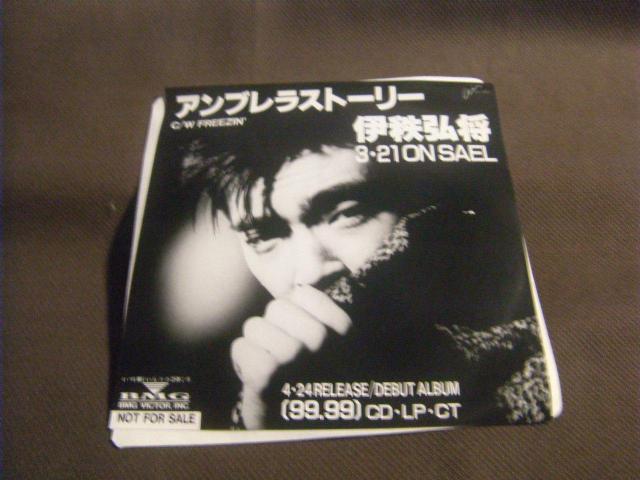 アンブレラストーリー
C/W FREEZIN'
伊秩弘将
3・21 ON SAEL
4・24 RELEASE/DEBUT ALBUM
(99.99) CD・LP・CT
BMG
BMG VICTOR, INC.
NOT FOR SALE